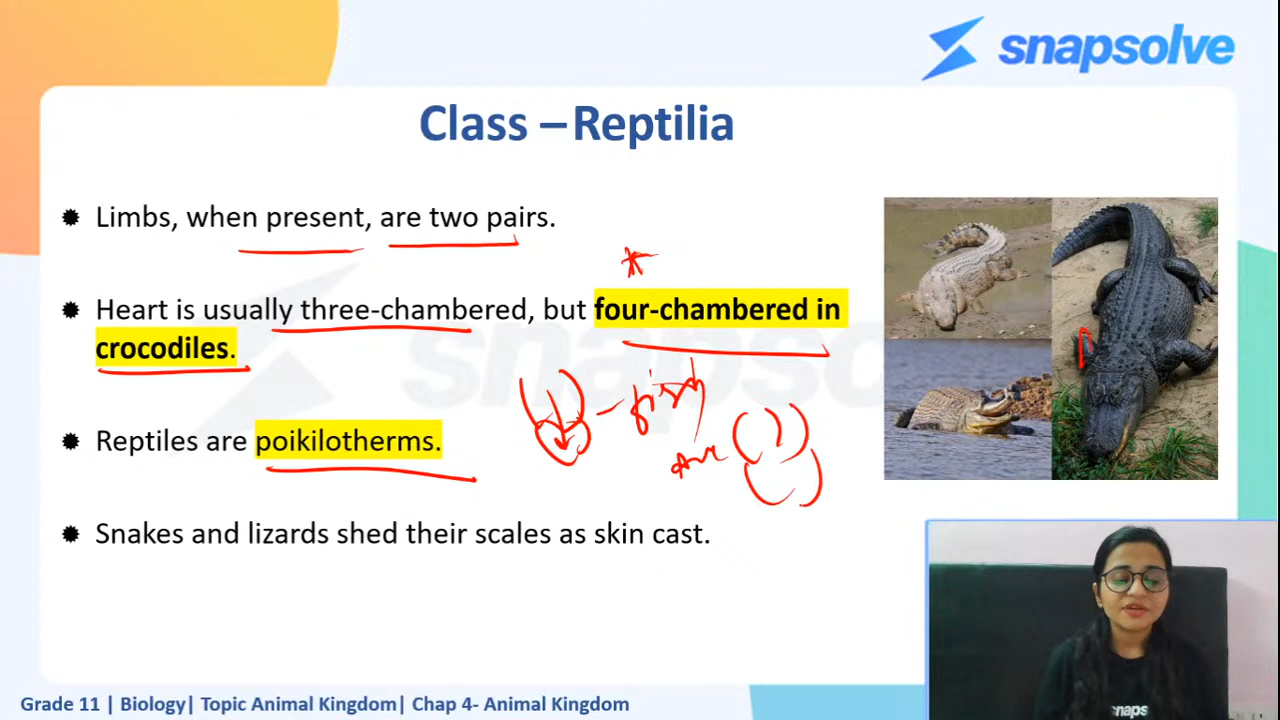 snapsolve
Class – Reptilia
Limbs, when present, are two pairs.
Heart is usually three-chambered, but four-chambered in
crocodiles.
fish
Reptiles are poikilotherms.
Snakes and lizards shed their scales as skin cast.
Grade 11 | Biology| Topic Animal Kingdom| Chap 4- Animal Kingdom